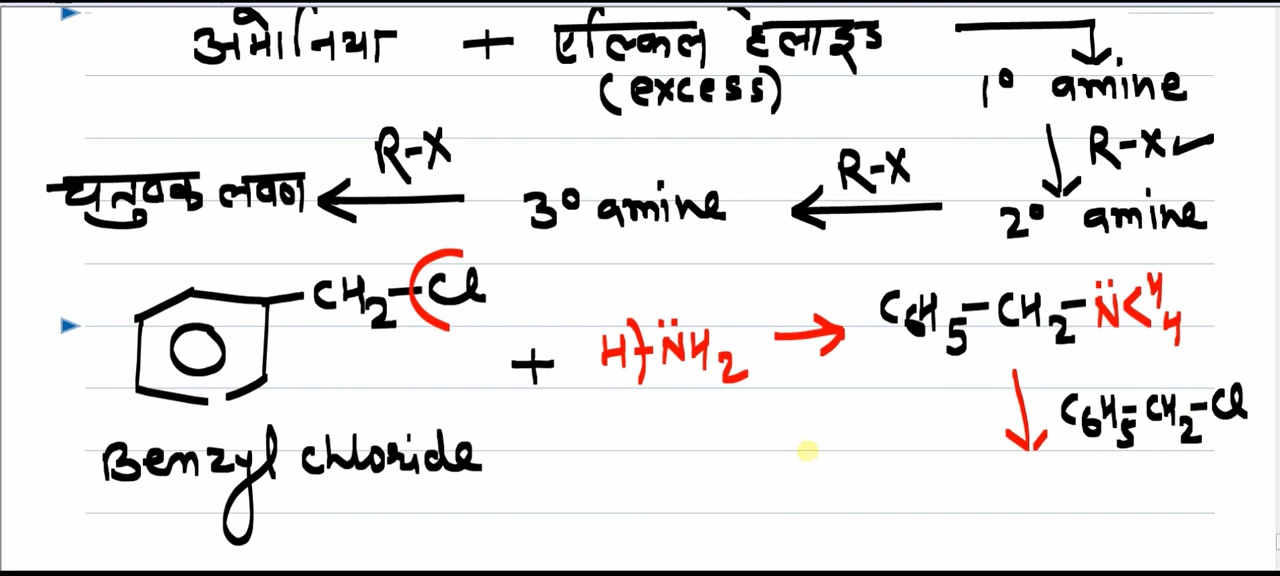 अमोनिया + एल्किल हेलाइड
(excess)
1° amine
R-X
2° amine
R-X
3° amine
R-X
चतुष्क लवण
CH2-Cl
+ H-N̈H2 → C6H5-CH2-N̈<H
H
C6H5-CH2-Cl
Benzyl chloride